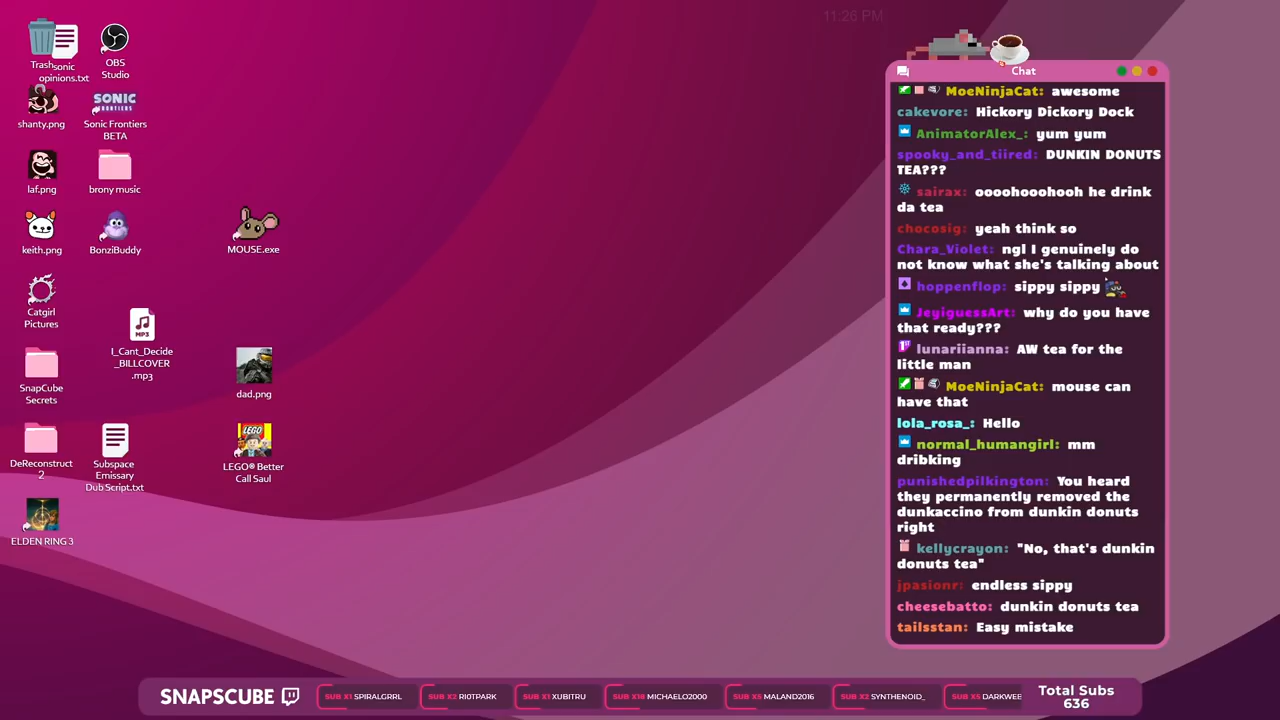 11:26 PM
Trash
sonic
opinions.txt
OBS
Studio
shanty.png
SONIC
FRONTIERS
Sonic Frontiers
BETA
laf.png
brony music
keith.png
BonziBuddy
MOUSE.exe
Catgirl
Pictures
MP3
I_Cant_Decide
_BILLCOVER
.mp3
SnapCube
Secrets
dad.png
DeReconstruct
2
Subspace
Emissary
Dub Script.txt
LEGO
LEGO® Better
Call Saul
ELDEN RING 3
Chat
MoeNinjaCat: awesome
cakevore: Hickory Dickory Dock
AnimatorAlex_: yum yum
spooky_and_tiired: DUNKIN DONUTS
TEA???
sairax: oooohooohooh he drink
da tea
chocosig: yeah think so
Chara_Violet: ngl I genuinely do
not know what she's talking about
hoppenflop: sippy sippy
JeyiguessArt: why do you have
that ready???
lunariianna: AW tea for the
little man
MoeNinjaCat: mouse can
have that
lola_rosa_: Hello
normal_humangirl: mm
dribking
punishedpilkington: You heard
they permanently removed the
dunkaccino from dunkin donuts
right
kellycrayon: "No, that's dunkin
donuts tea"
jpasionr: endless sippy
cheesebatto: dunkin donuts tea
tailsstan: Easy mistake
SNAPSCUBE
SUB X1 SPIRALGRRL
SUB X2 RI0TPARK
SUB X1 XUBITRU
SUB X18 MICHAELO2000
SUB X5 MALAND2016
SUB X2 SYNTHENOID_
SUB X5 DARKWEB
Total Subs
636